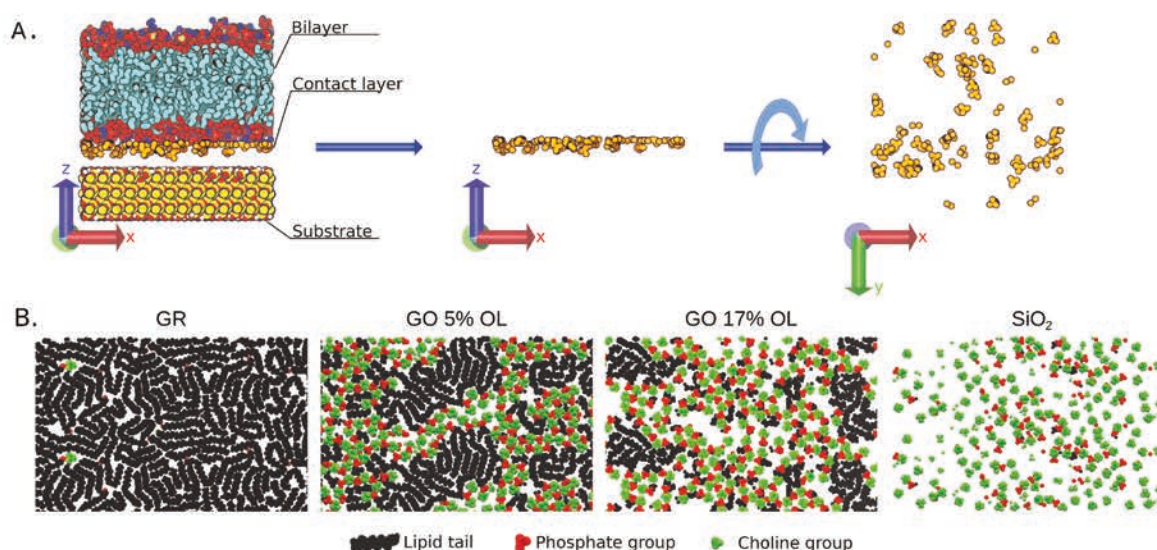 A.
Bilayer
Contact layer
Substrate
z
x
z
x
x
y
B.
GR
GO 5% OL
GO 17% OL
SiO₂
Lipid tail
Phosphate group
Choline group